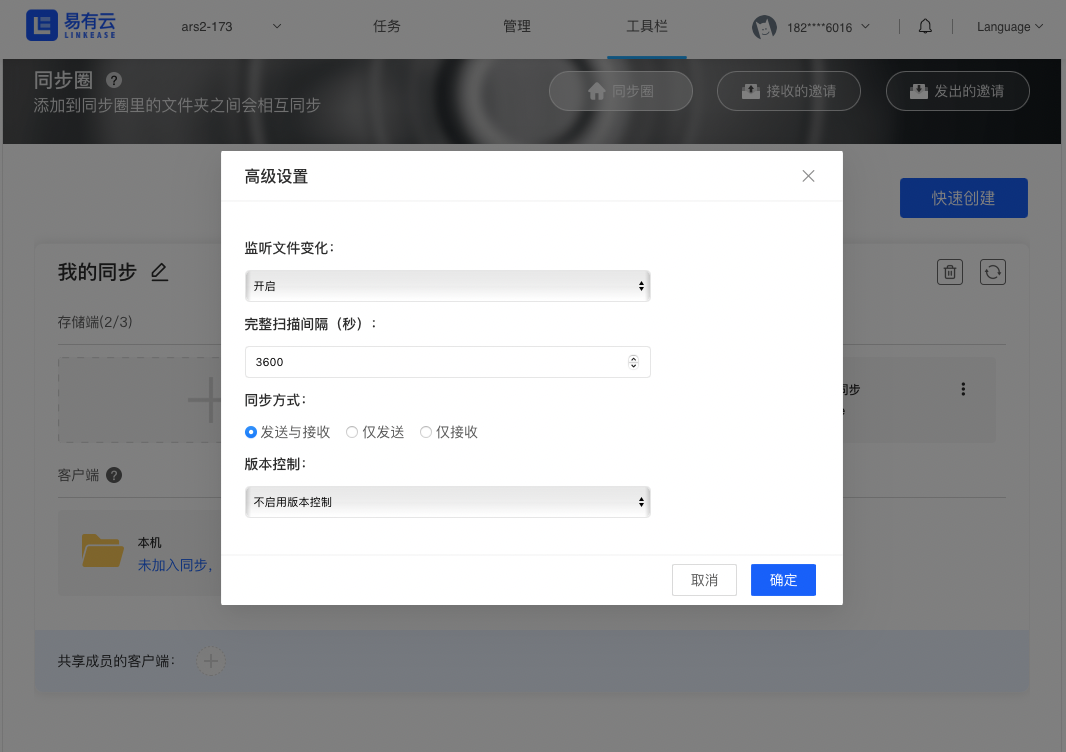 易有云
LINKEASE
ars2-173
任务
管理
工具栏
182****6016
Language
同步圈 ?
添加到同步圈里的文件夹之间会相互同步
同步圈
接收的邀请
发出的邀请
高级设置
快速创建
监听文件变化：
开启
完整扫描间隔（秒）：
3600
同步方式：
发送与接收
仅发送
仅接收
版本控制：
不启用版本控制
取消
确定
我的同步
存储端(2/3)
同步
客户端 ?
本机
未加入同步，
共享成员的客户端：